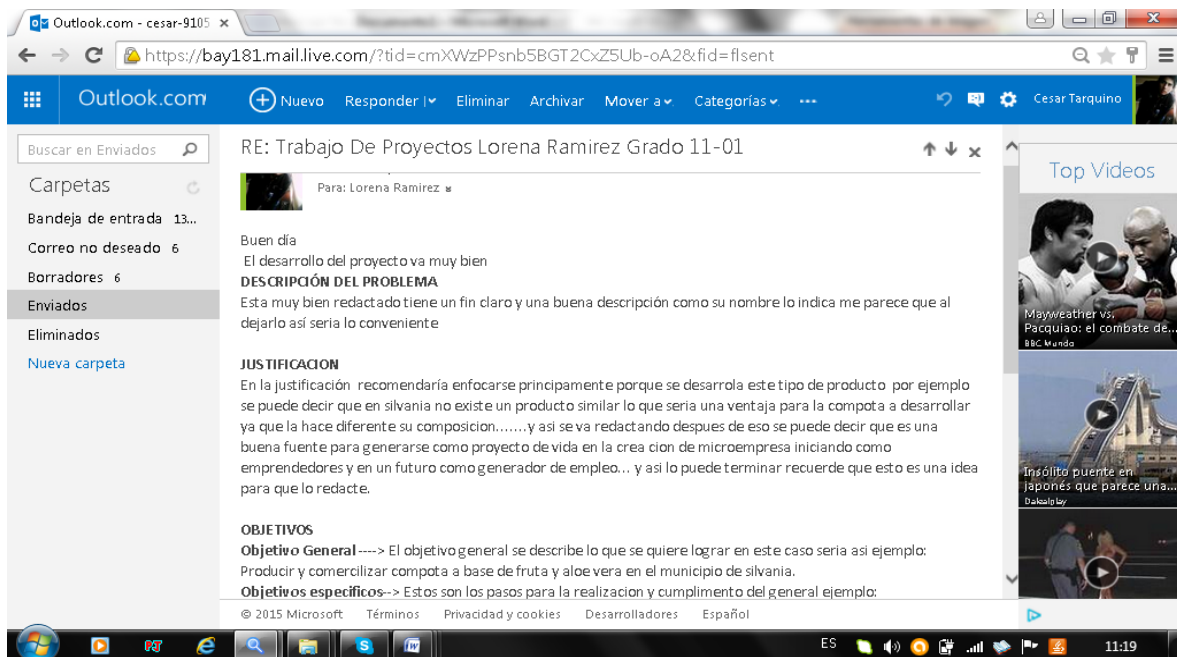 Outlook.com - cesar-9105
https://bay181.mail.live.com/?tid=cmXWzPPsnb5BGT2CxZ5Ub-oA2&fid=flsent
Outlook.com
Nuevo Responder Eliminar Archivar Mover a Categorías
Cesar Tarquino
Buscar en Enviados
Carpetas
Bandeja de entrada 13...
Correo no deseado 6
Borradores 6
Enviados
Eliminados
Nueva carpeta
RE: Trabajo De Proyectos Lorena Ramirez Grado 11-01
Para: Lorena Ramirez
Buen día
El desarrollo del proyecto va muy bien
DESCRIPCIÓN DEL PROBLEMA
Esta muy bien redactado tiene un fin claro y una buena descripción como su nombre lo indica me parece que al
dejarlo así seria lo conveniente
JUSTIFICACION
En la justificación recomendaría enfocarse principamente porque se desarrola este tipo de producto por ejemplo
se puede decir que en silvania no existe un producto similar lo que seria una ventaja para la compota a desarrollar
ya que la hace diferente su composicion.......y asi se va redactando despues de eso se puede decir que es una
buena fuente para generarse como proyecto de vida en la crea cion de microempresa iniciando como
emprendedores y en un futuro como generador de empleo... y asi lo puede terminar recuerde que esto es una idea
para que lo redacte.
OBJETIVOS
Objetivo General ----> El objetivo general se describe lo que se quiere lograr en este caso seria asi ejemplo:
Producir y comercilizar compota a base de fruta y aloe vera en el municipio de silvania.
Objetivos especificos--> Estos son los pasos para la realizacion y cumplimento del general ejemplo:
© 2015 Microsoft Términos Privacidad y cookies Desarrolladores Español
Top Videos
Mayweather vs.
Pacquiao: el combate de...
BBC Mundo
Insólito puente en
japonés que parece una...
Dalealplay
ES
11:19